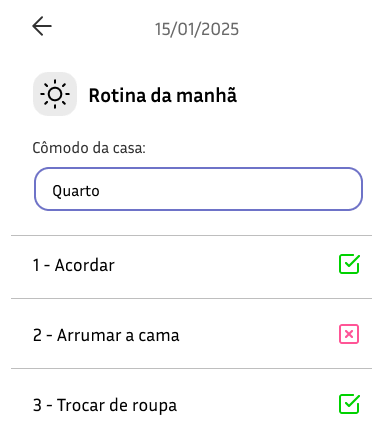 15/01/2025
Rotina da manhã
Cômodo da casa:
Quarto
1 - Acordar
2 - Arrumar a cama
3 - Trocar de roupa